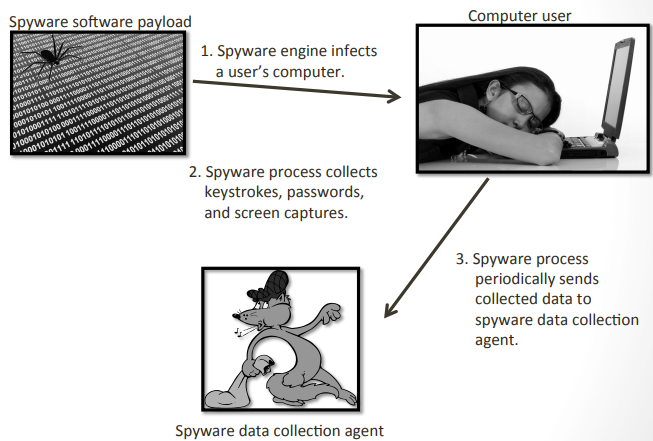 Spyware software payload
Computer user
1. Spyware engine infects
a user's computer.
2. Spyware process collects
keystrokes, passwords,
and screen captures.
3. Spyware process
periodically sends
collected data to
spyware data collection
agent.
Spyware data collection agent